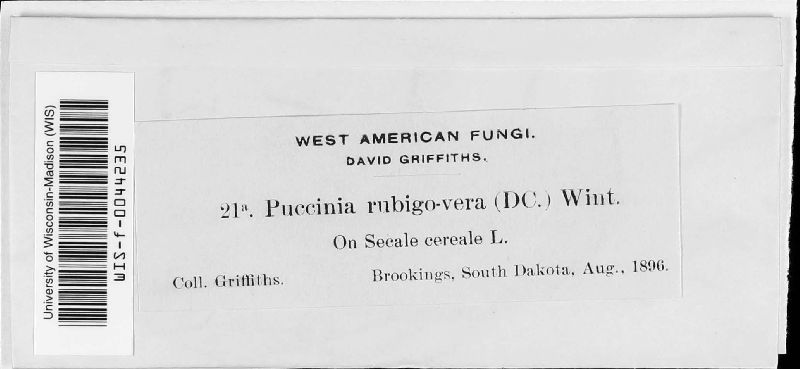 WEST AMERICAN FUNGI.
DAVID GRIFFITHS.
21ª. Puccinia rubigo-vera (DC.) Wint.
On Secale cereale L.
Coll. Griffiths.
Brookings, South Dakota, Aug., 1896.
University of Wisconsin-Madison (WIS)
WIS-f-0044235